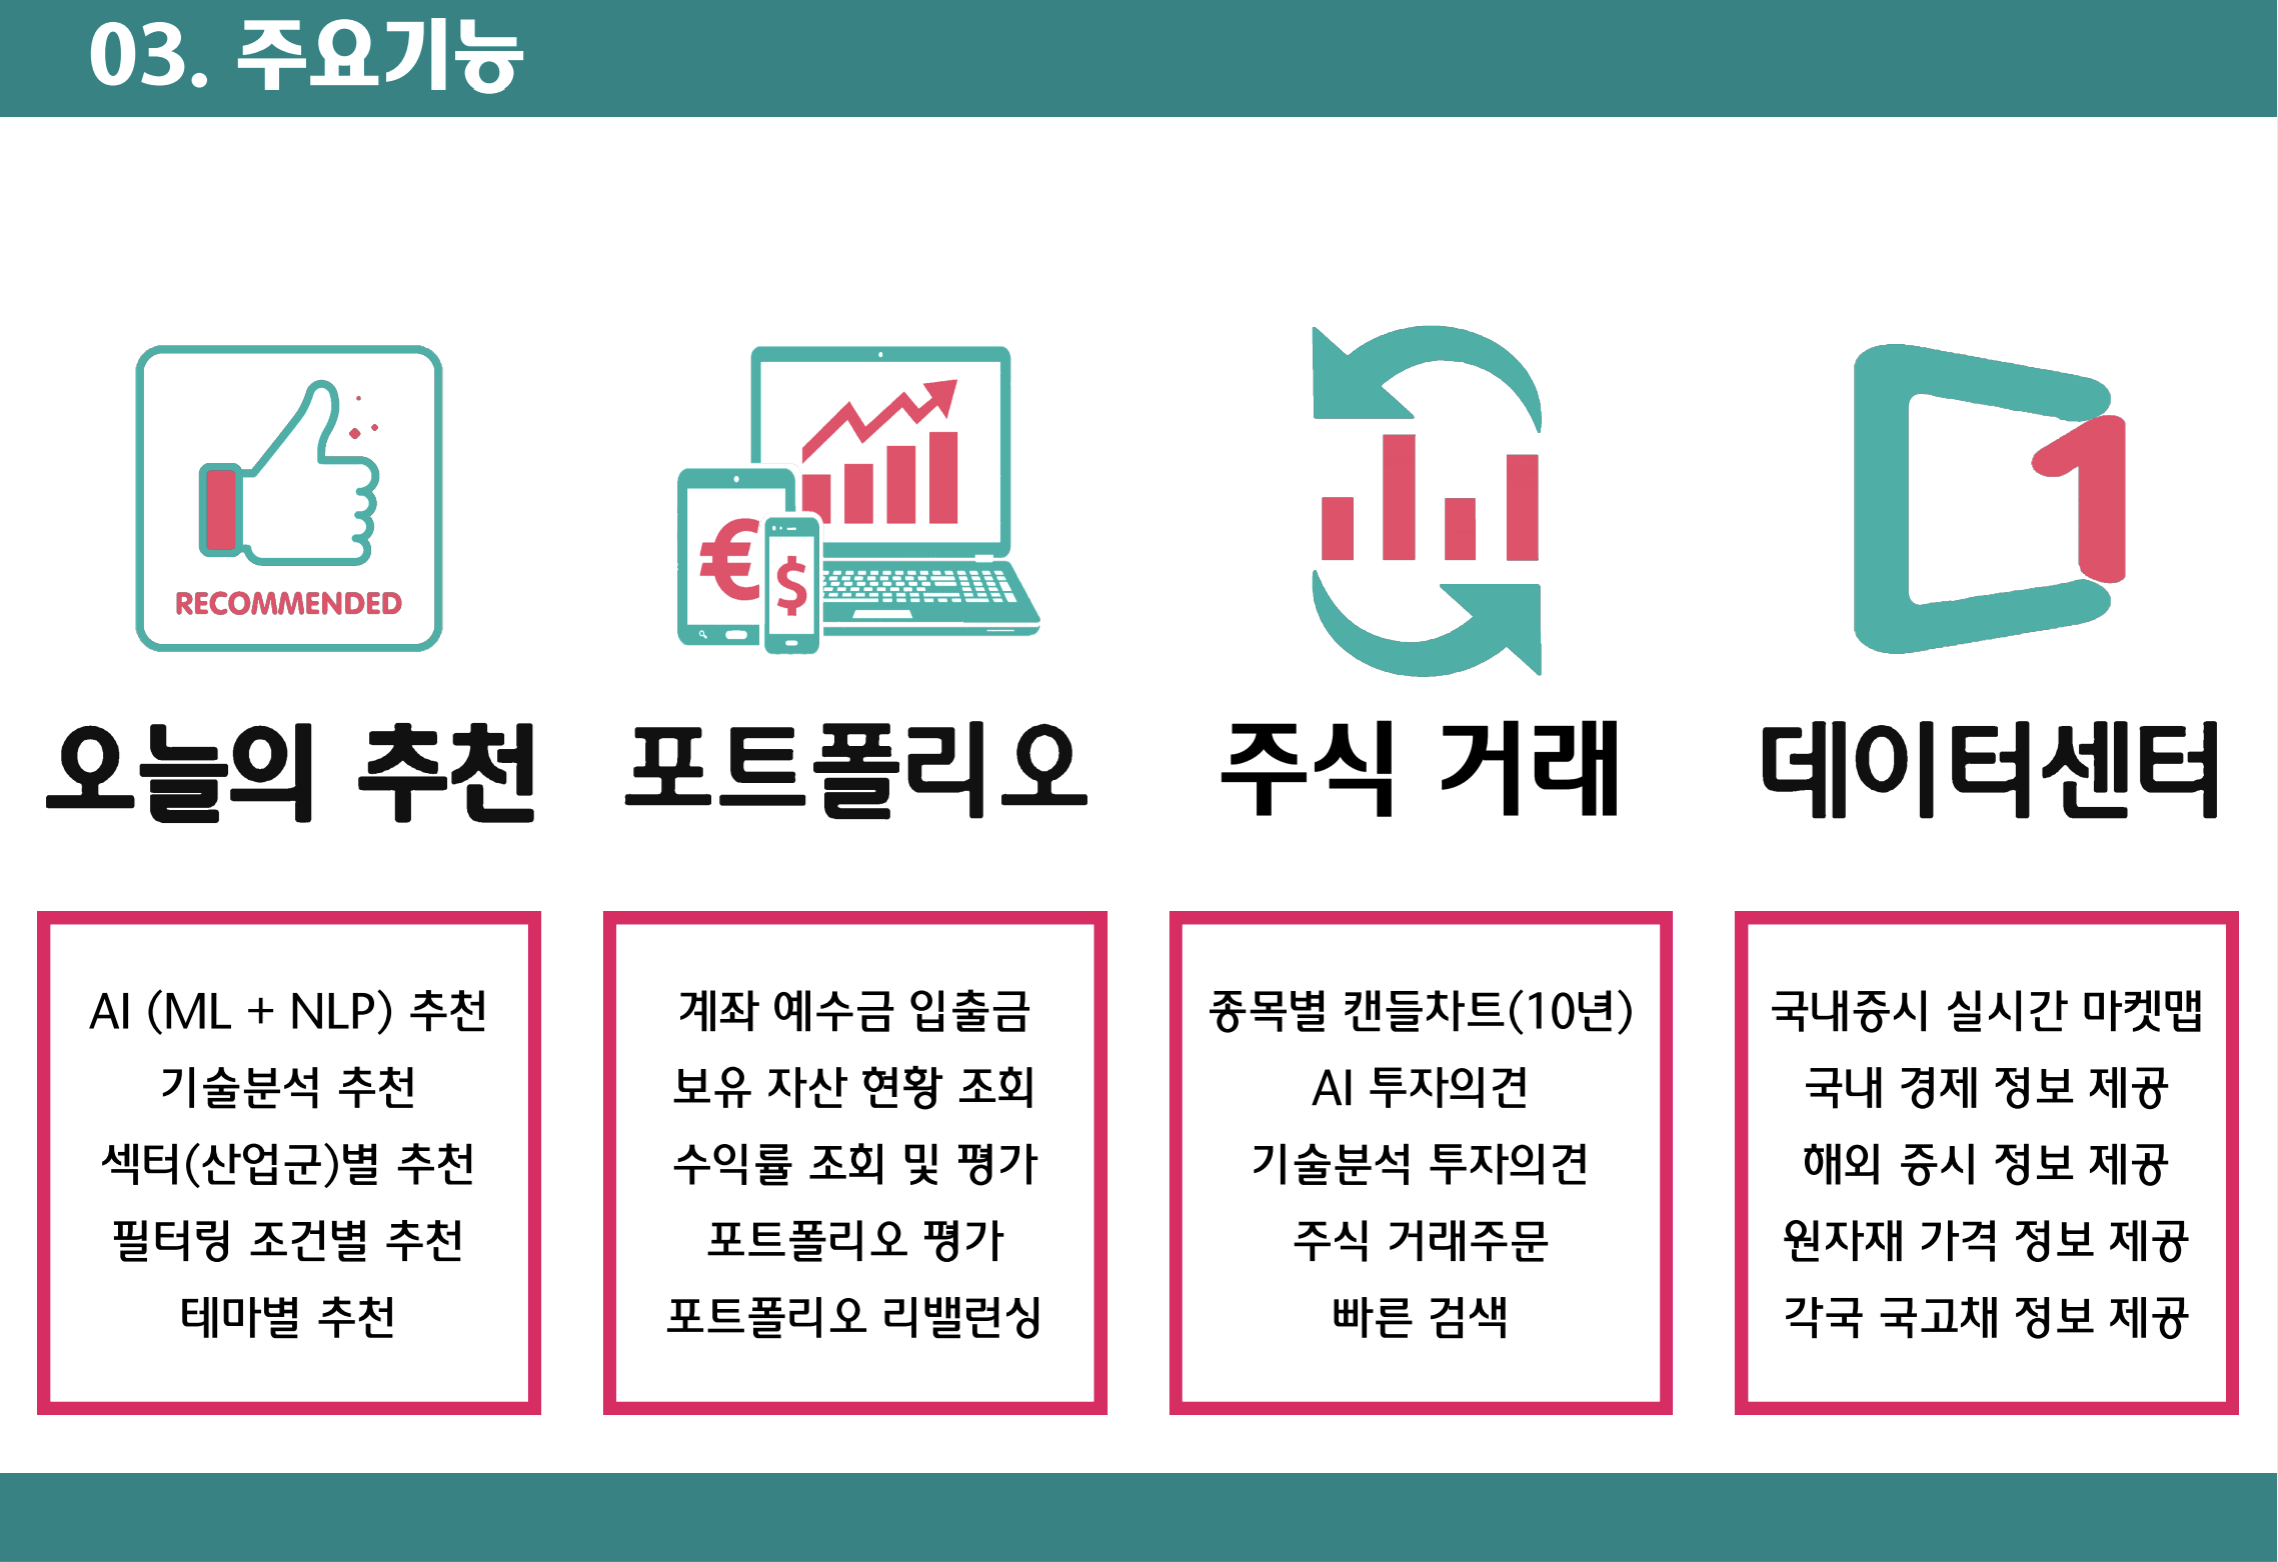 03. 주요기능
RECOMMENDED
€
$
1
오늘의 추천
포트폴리오
주식 거래
데이터센터
AI (ML + NLP) 추천
기술분석 추천
섹터(산업군)별 추천
필터링 조건별 추천
테마별 추천
계좌 예수금 입출금
보유 자산 현황 조회
수익률 조회 및 평가
포트폴리오 평가
포트폴리오 리밸런싱
종목별 캔들차트(10년)
AI 투자의견
기술분석 투자의견
주식 거래주문
빠른 검색
국내증시 실시간 마켓맵
국내 경제 정보 제공
해외 증시 정보 제공
원자재 가격 정보 제공
각국 국고채 정보 제공